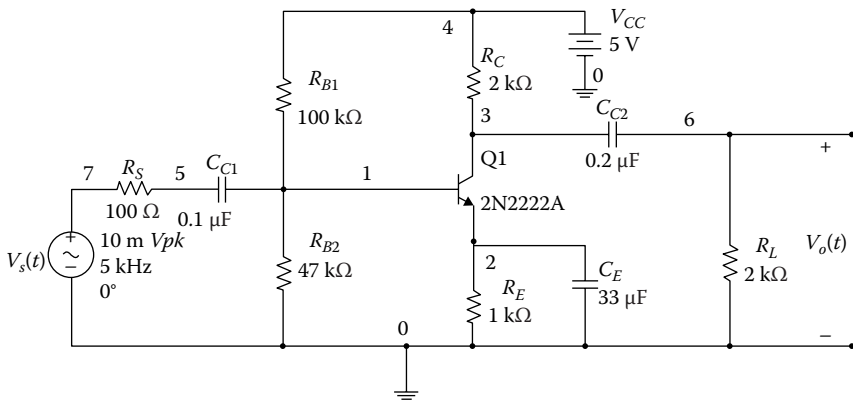 4
V_CC
5 V
0
R_C
2 kΩ
R_B1
100 kΩ
3
C_C2
0.2 µF
6
+
7
R_S
100 Ω
5
C_C1
0.1 µF
1
Q1
2N2222A
V_s(t)
+
−
10 m Vpk
5 kHz
0°
R_B2
47 kΩ
2
R_E
1 kΩ
C_E
33 µF
R_L
2 kΩ
V_o(t)
0
−